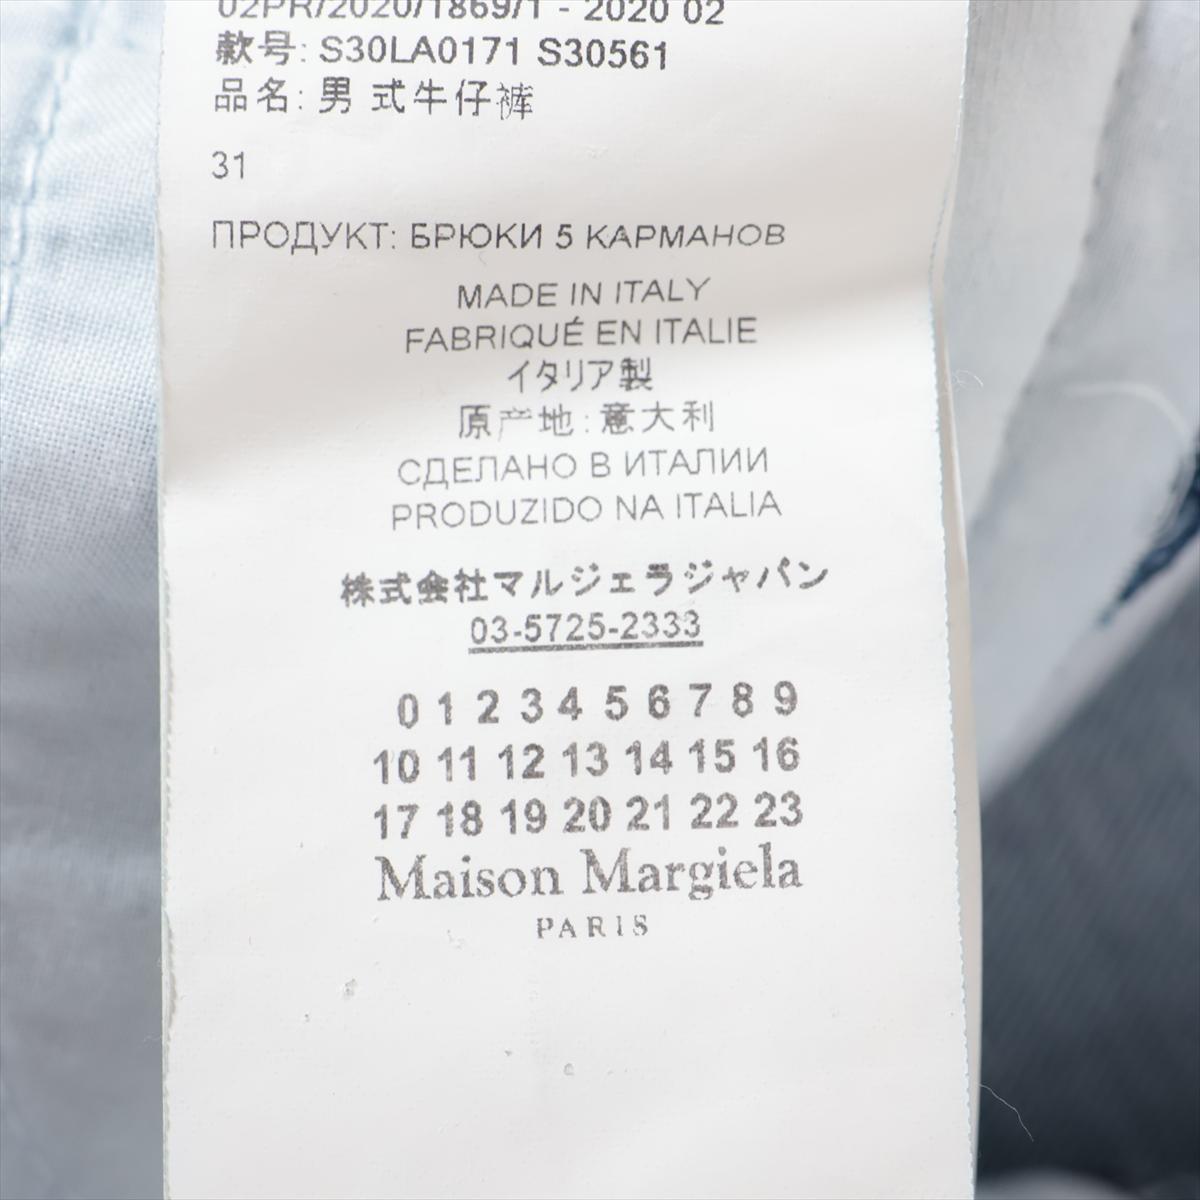 02PR/2020/1869/1 - 2020 02
款号: S30LA0171 S30561
品名: 男 式牛仔裤
31
ПРОДУКТ: БРЮКИ 5 КАРМАНОВ
MADE IN ITALY
FABRIQUÉ EN ITALIE
イタリア製
原产地: 意大利
СДЕЛАНО В ИТАЛИИ
PRODUZIDO NA ITALIA
株式会社マルジェラジャパン
03-5725-2333
0 1 2 3 4 5 6 7 8 9
10 11 12 13 14 15 16
17 18 19 20 21 22 23
Maison Margiela
PARIS